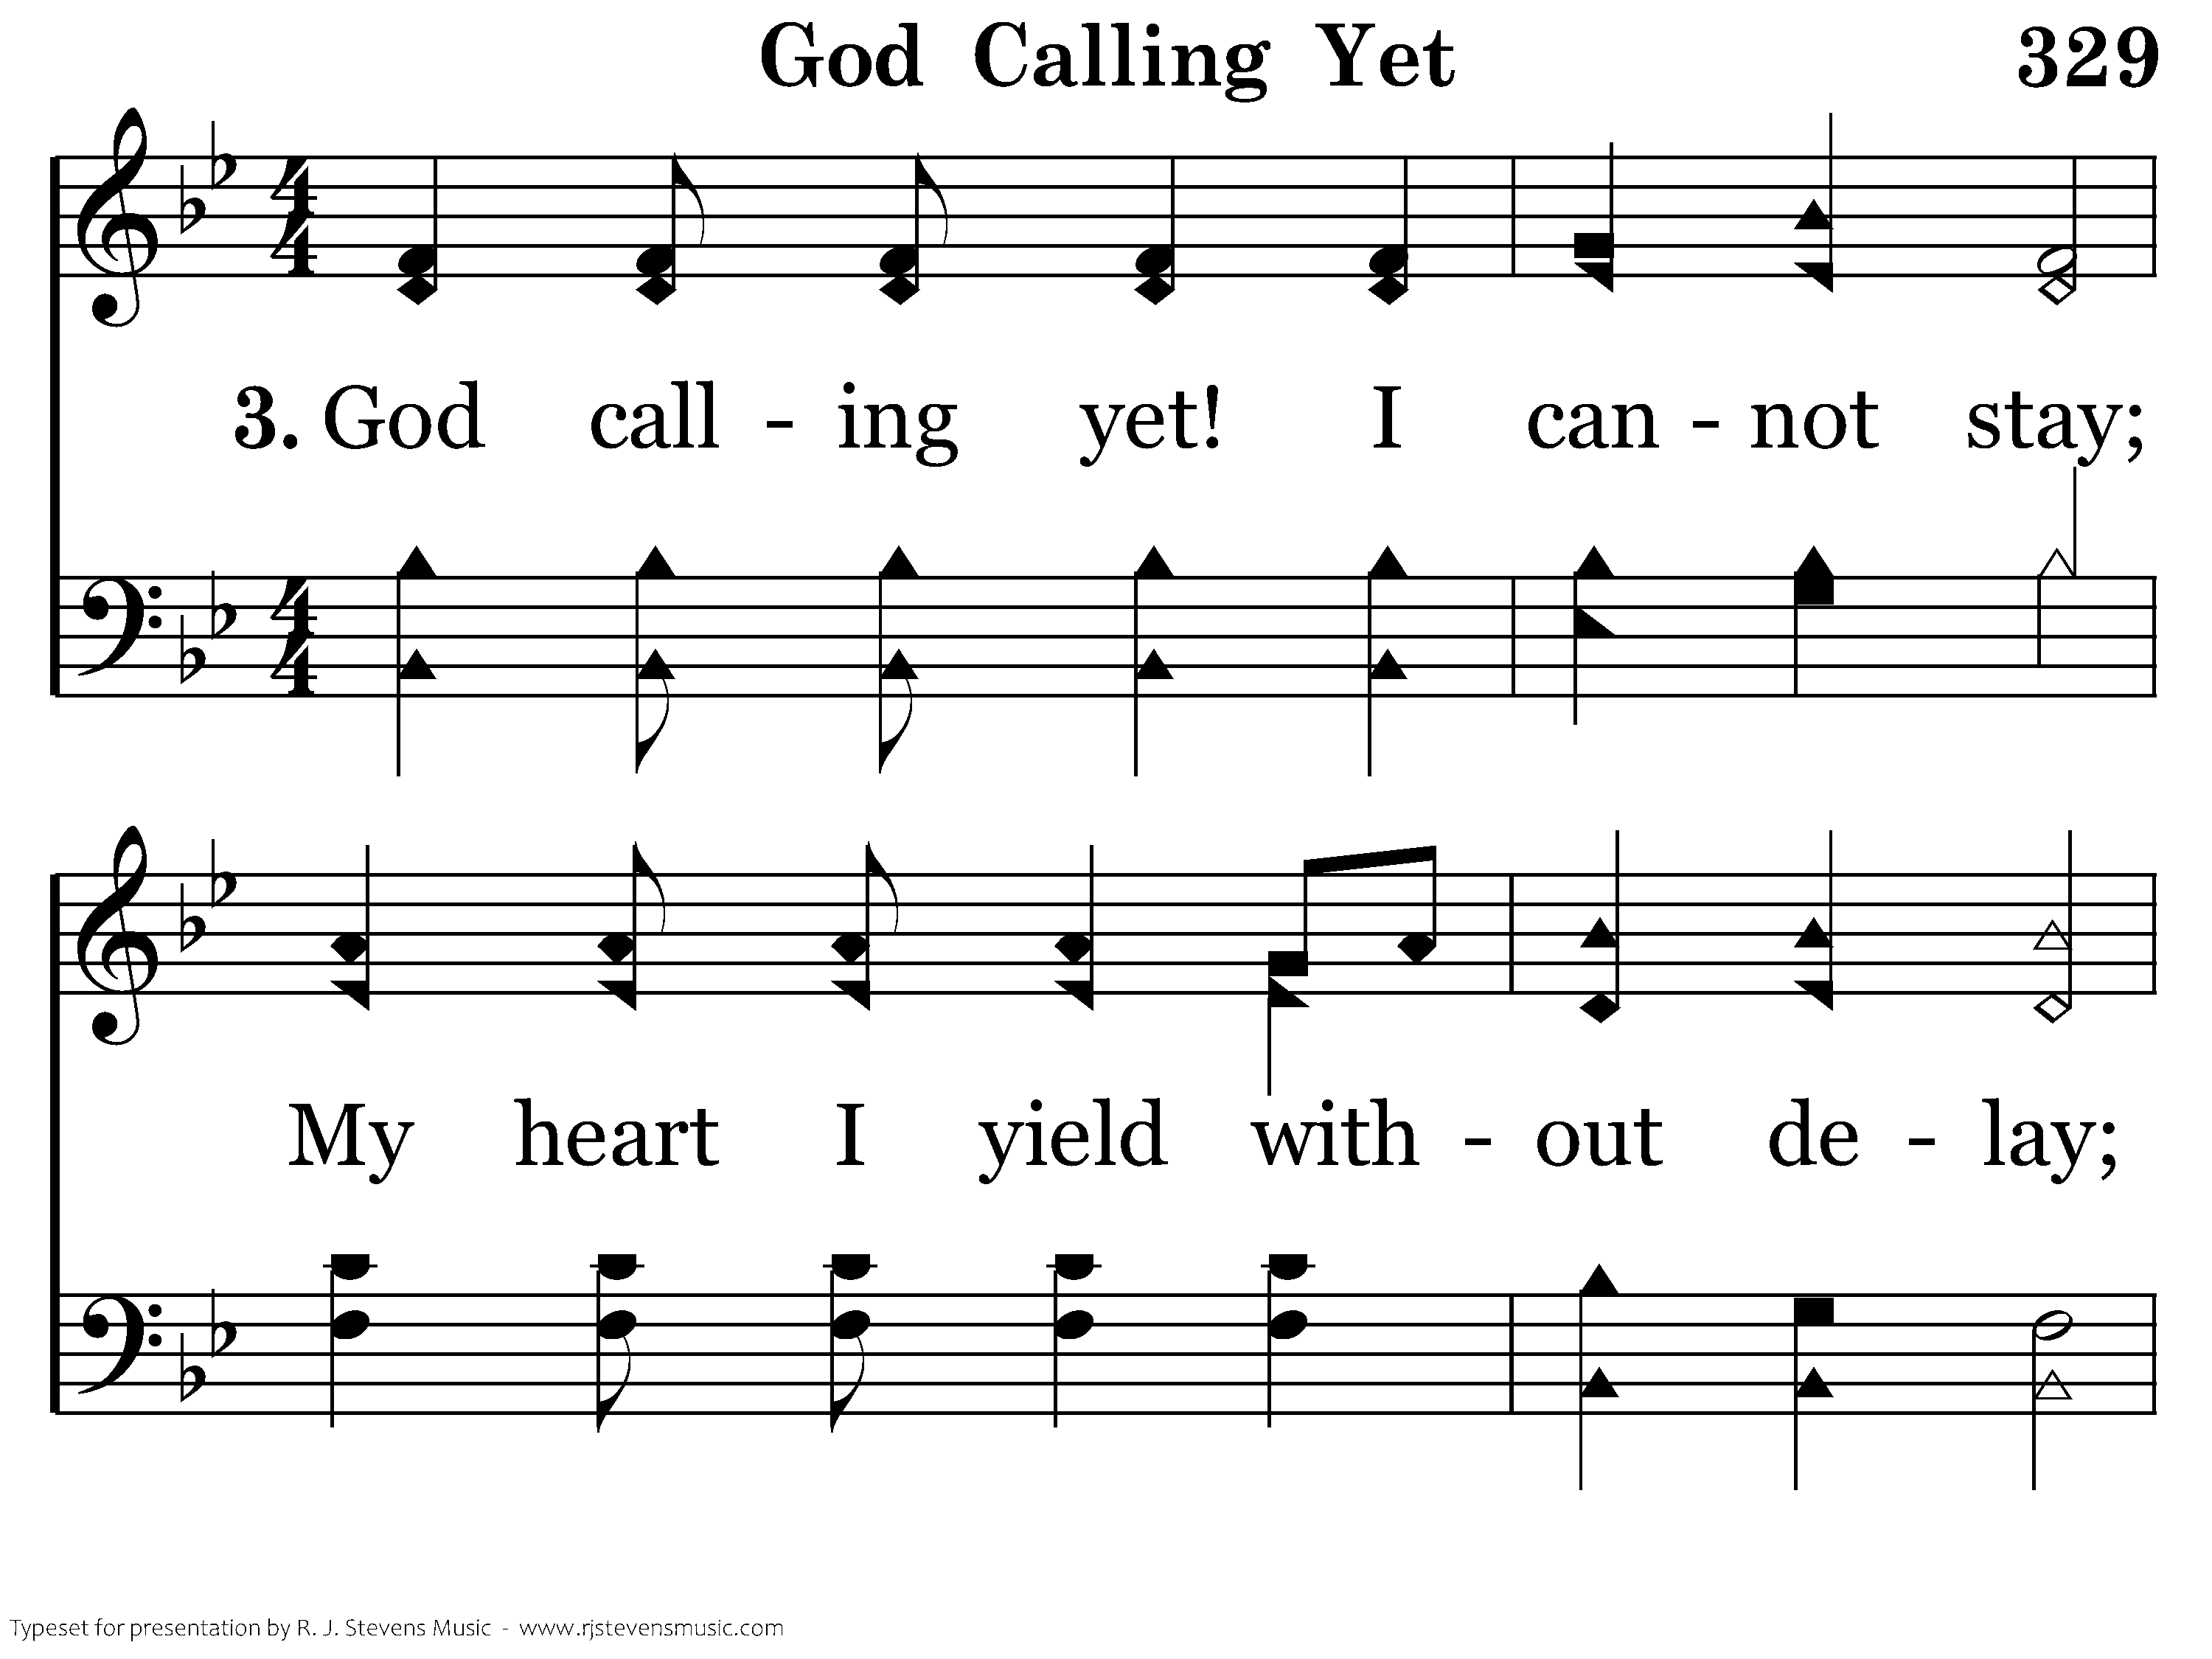 God Calling Yet 329
3. God call - ing yet! I can - not stay;
My heart I yield with - out de - lay;
Typeset for presentation by R. J. Stevens Music - www.rjstevensmusic.com